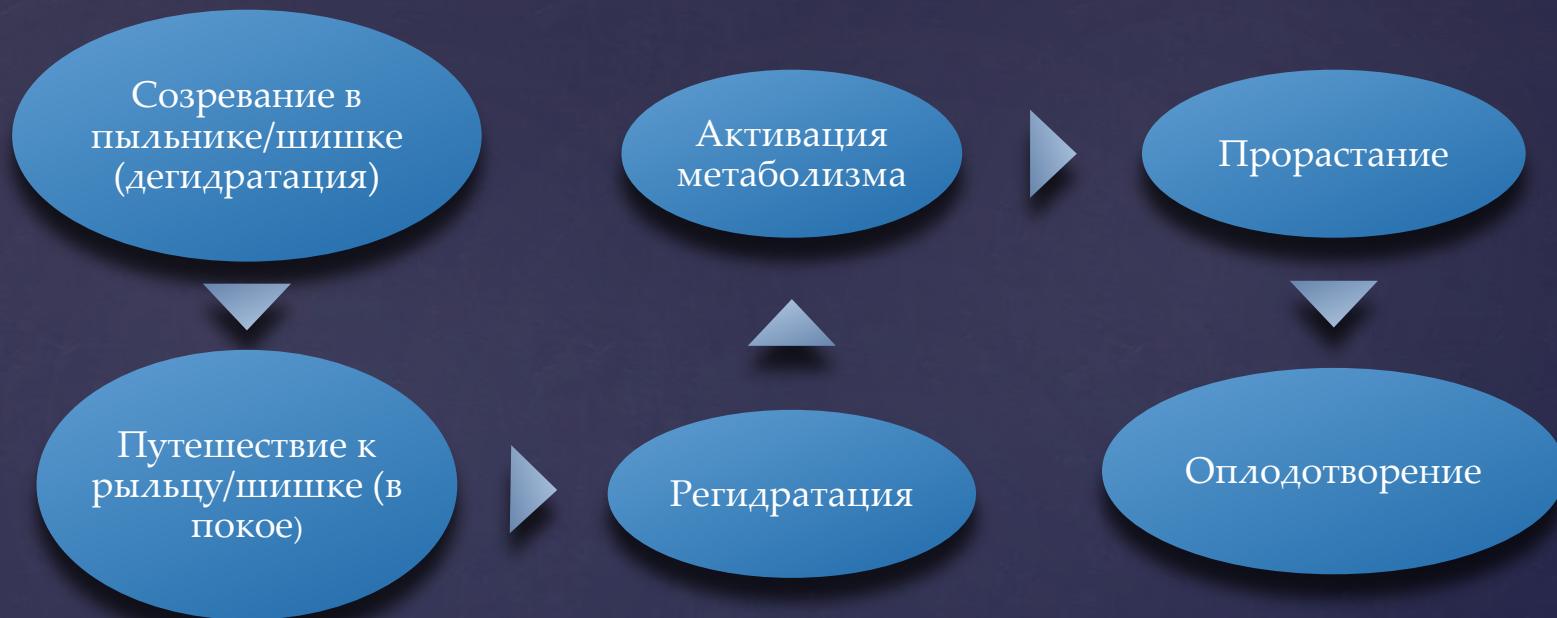 Созревание в
пыльнике/шишке
(дегидратация)
Путешествие к
рыльцу/шишке (в
покое)
Регидратация
Активация
метаболизма
Прорастание
Оплодотворение